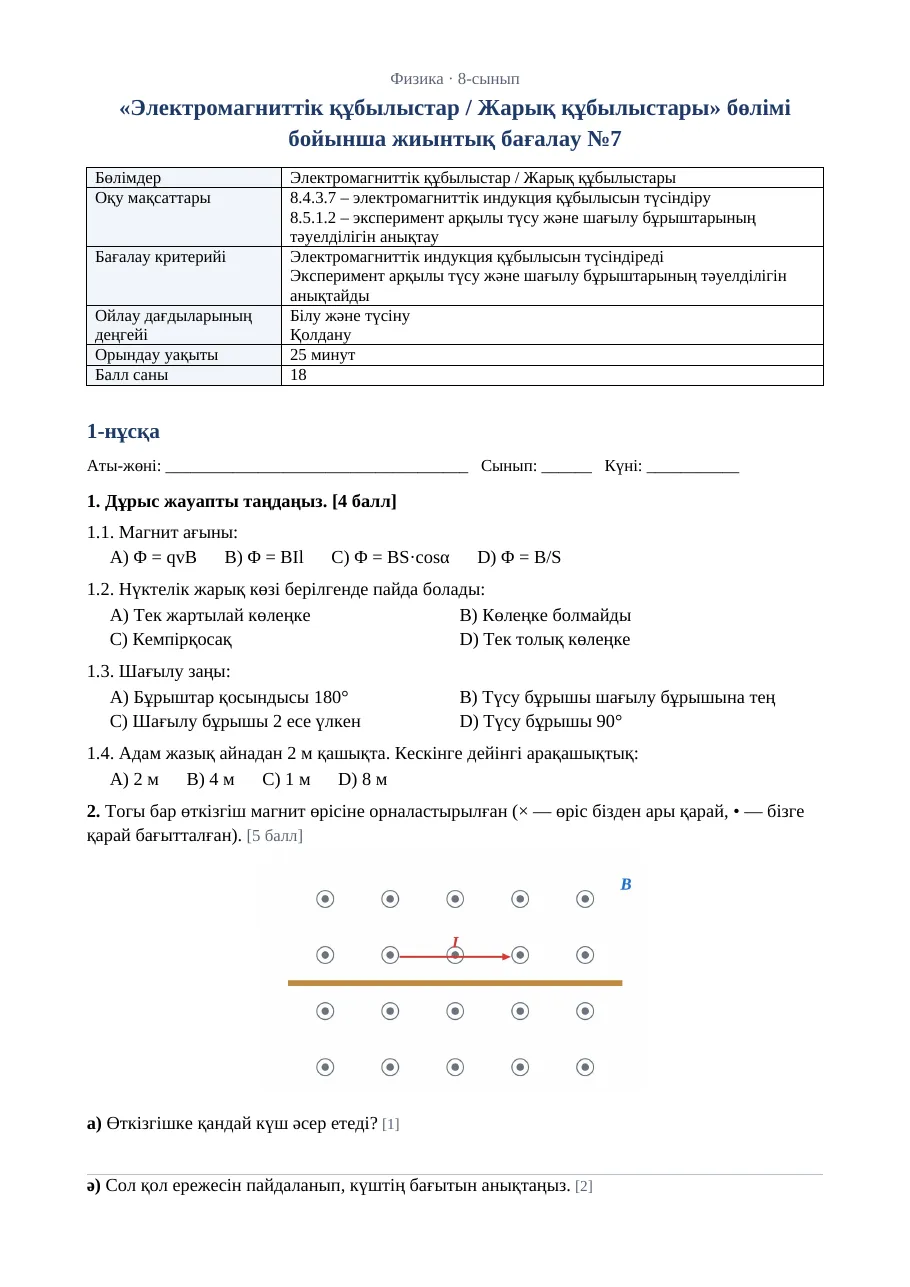 Физика · 8-сынып
«Электромагниттік құбылыстар / Жарық құбылыстары» бөлімі
бойынша жиынтық бағалау №7
Бөлімдер Электромагниттік құбылыстар / Жарық құбылыстары
Оқу мақсаттары 8.4.3.7 – электромагниттік индукция құбылысын түсіндіру
8.5.1.2 – эксперимент арқылы түсу және шағылу бұрыштарының
тәуелділігін анықтау
Бағалау критерийі Электромагниттік индукция құбылысын түсіндіреді
Эксперимент арқылы түсу және шағылу бұрыштарының тәуелділігін
анықтайды
Ойлау дағдыларының Білу және түсіну
деңгейі Қолдану
Орындау уақыты 25 минут
Балл саны 18
1-нұсқа
Аты-жөні: ____________________________________ Сынып: ______ Күні: ___________
1. Дұрыс жауапты таңдаңыз. [4 балл]
1.1. Магнит ағыны:
A) Φ = qvB B) Φ = BIl C) Φ = BS·cosα D) Φ = B/S
1.2. Нүктелік жарық көзі берілгенде пайда болады:
A) Тек жартылай көлеңке B) Көлеңке болмайды
C) Кемпірқосақ D) Тек толық көлеңке
1.3. Шағылу заңы:
A) Бұрыштар қосындысы 180° B) Түсу бұрышы шағылу бұрышына тең
C) Шағылу бұрышы 2 есе үлкен D) Түсу бұрышы 90°
1.4. Адам жазық айнадан 2 м қашықта. Кескінге дейінгі арақашықтық:
A) 2 м B) 4 м C) 1 м D) 8 м
2. Тогы бар өткізгіш магнит өрісіне орналастырылған (× — өріс бізден ары қарай, • — бізге
қарай бағытталған). [5 балл]
B
I
а) Өткізгішке қандай күш әсер етеді? [1]
ә) Сол қол ережесін пайдаланып, күштің бағытын анықтаңыз. [2]